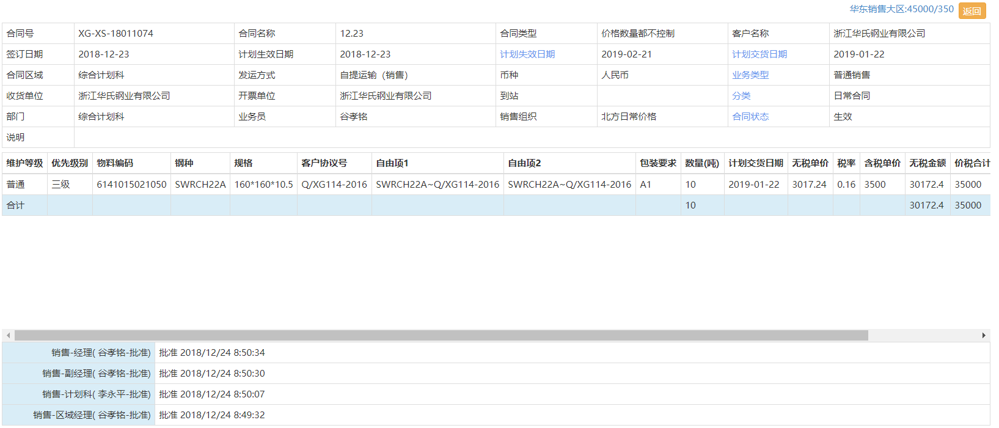 华东销售大区:45000/350 返回
合同号 XG-XS-18011074 合同名称 12.23 合同类型 价格数量都不控制 客户名称 浙江华氏钢业有限公司
签订日期 2018-12-23 计划生效日期 2018-12-23 计划失效日期 2019-02-21 计划交货日期 2019-01-22
合同区域 综合计划科 发运方式 自提运输（销售） 币种 人民币 业务类型 普通销售
收货单位 浙江华氏钢业有限公司 开票单位 浙江华氏钢业有限公司 到站 分类 日常合同
部门 综合计划科 业务员 谷孝铭 销售组织 北方日常价格 合同状态 生效
说明
维护等级 优先级别 物料编码 钢种 规格 客户协议号 自由项1 自由项2 包装要求 数量(吨) 计划交货日期 无税单价 税率 含税单价 无税金额 价税合计
普通 三级 6141015021050 SWRCH22A 160*160*10.5 Q/XG114-2016 SWRCH22A~Q/XG114-2016 SWRCH22A~Q/XG114-2016 A1 10 2019-01-22 3017.24 0.16 3500 30172.4 35000
合计 10 30172.4 35000
销售-经理( 谷孝铭-批准) 批准 2018/12/24 8:50:34
销售-副经理( 谷孝铭-批准) 批准 2018/12/24 8:50:30
销售-计划科( 李永平-批准) 批准 2018/12/24 8:50:07
销售-区域经理( 谷孝铭-批准) 批准 2018/12/24 8:49:32